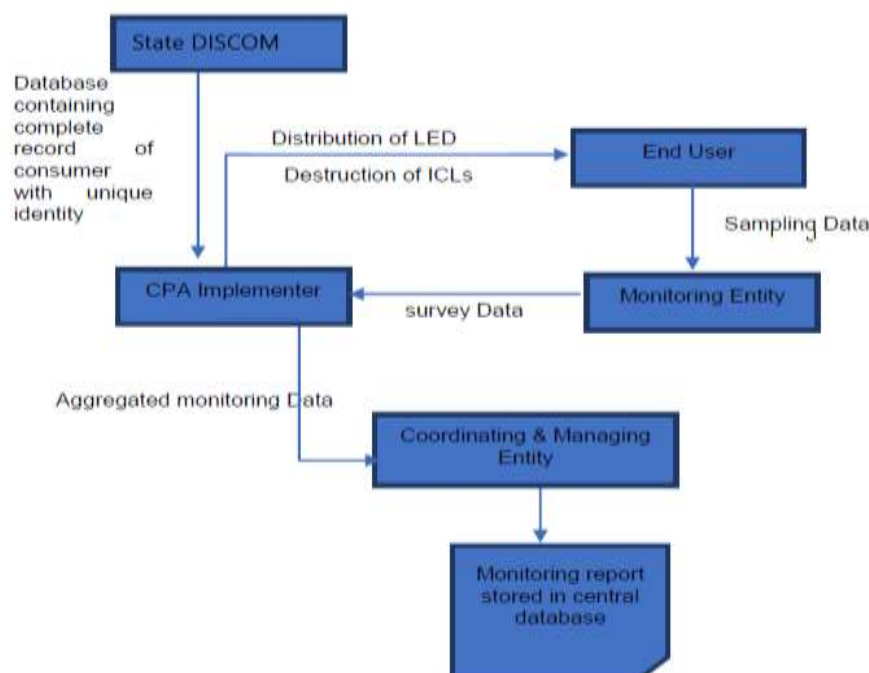 State DISCOM
Database
containing
complete
record of
consumer
with unique
identity
Distribution of LED
Destruction of ICLs
End User
Sampling Data
CPA Implementer
survey Data
Monitoring Entity
Aggregated monitoring Data
Coordinating & Managing
Entity
Monitoring report
stored in central
database